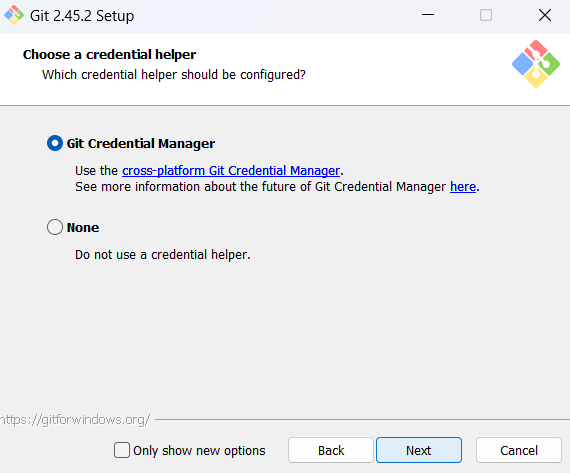 Git 2.45.2 Setup
Choose a credential helper
Which credential helper should be configured?
Git Credential Manager
Use the cross-platform Git Credential Manager.
See more information about the future of Git Credential Manager here.
None
Do not use a credential helper.
https://gitforwindows.org/
Only show new options
Back
Next
Cancel